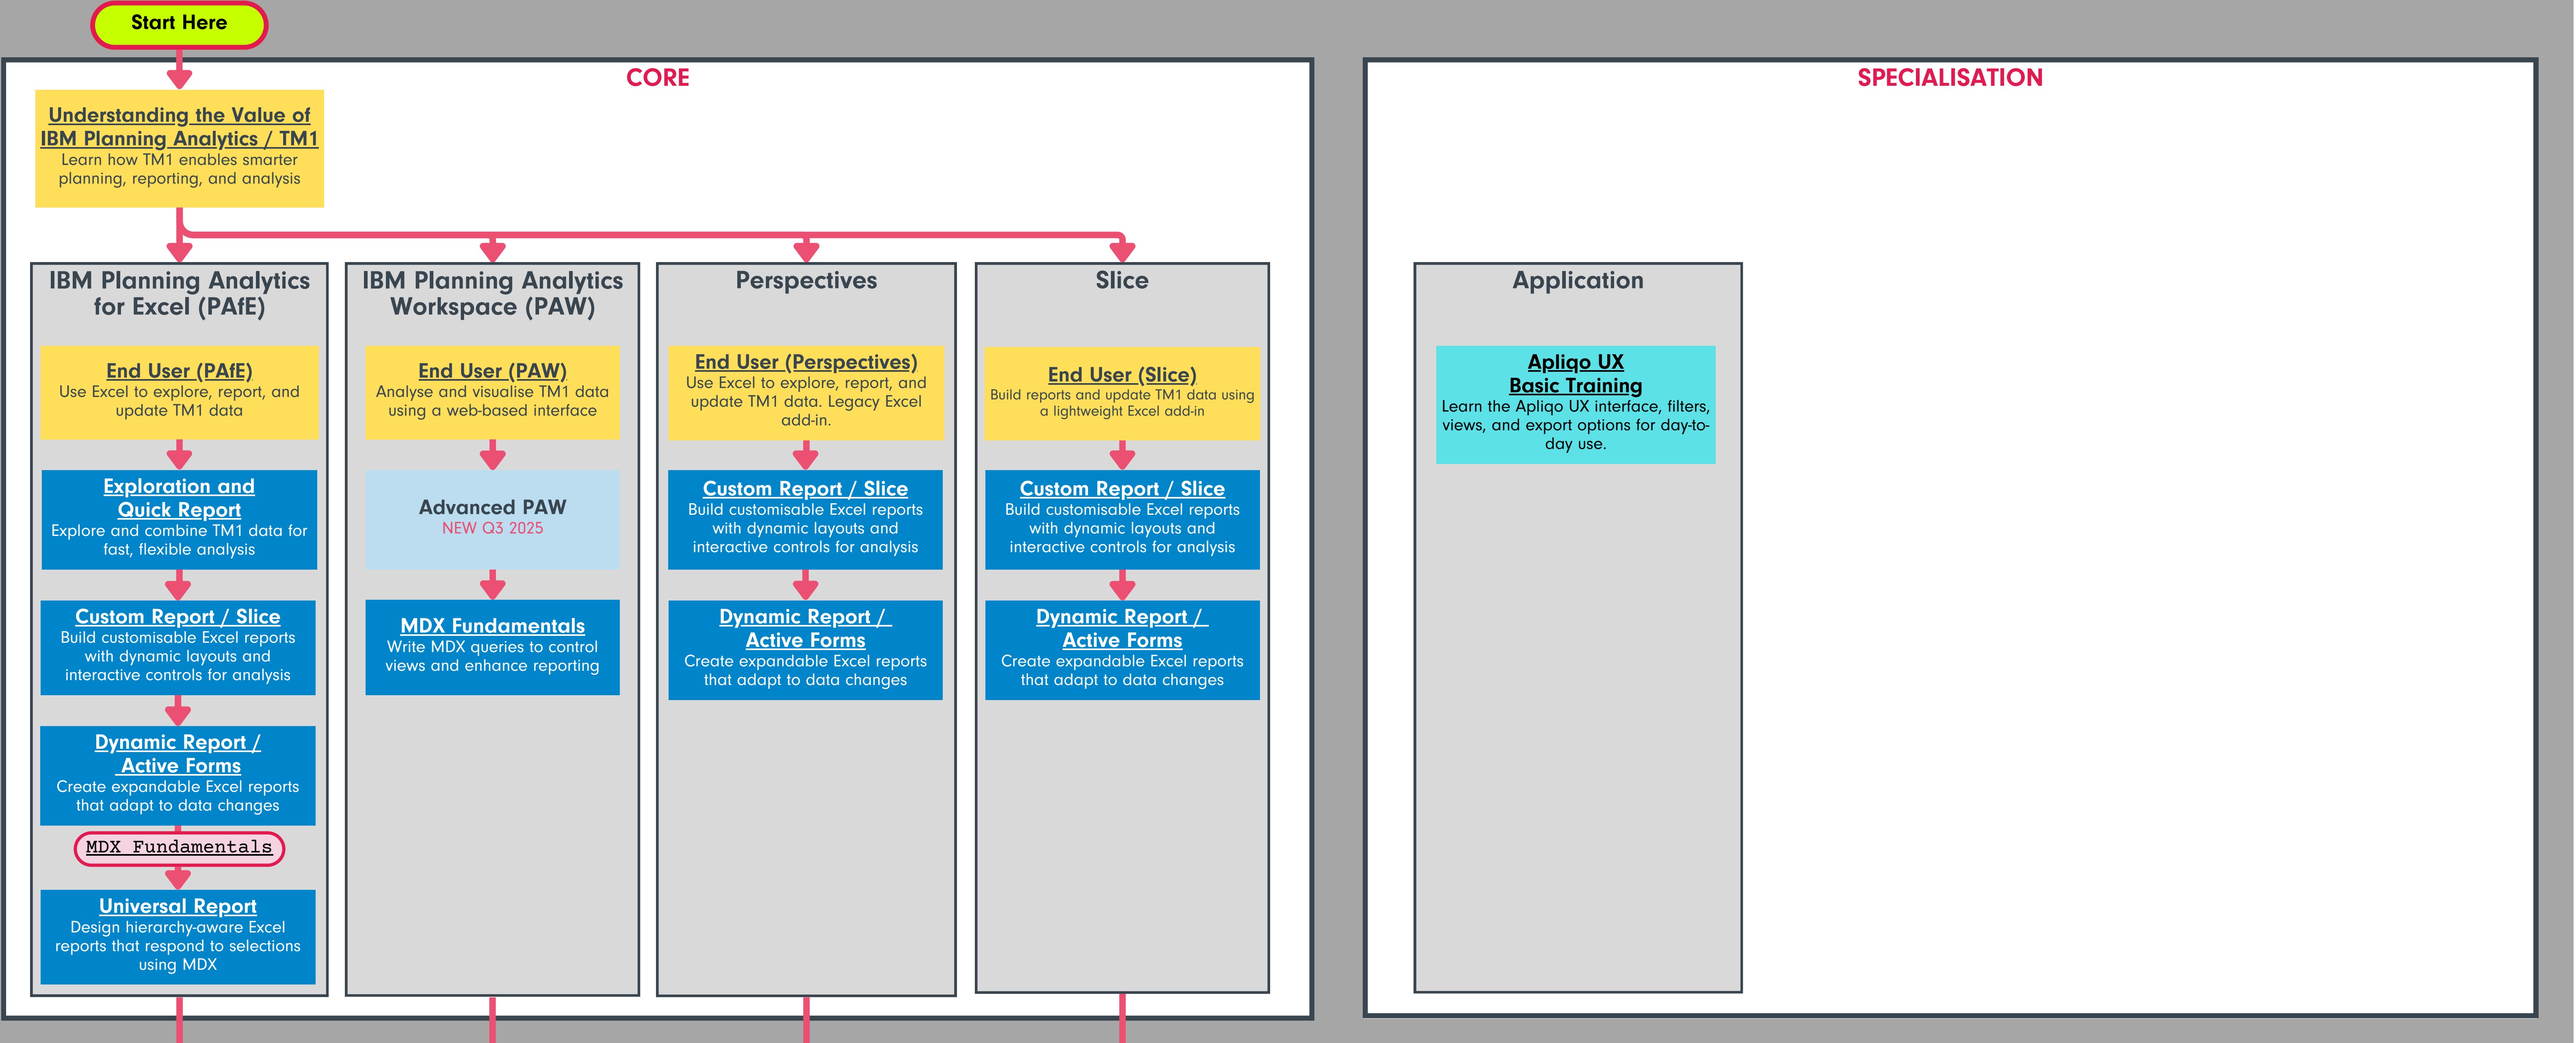 Start Here
CORE
SPECIALISATION
Understanding the Value of
IBM Planning Analytics / TM1
Learn how TM1 enables smarter
planning, reporting, and analysis
IBM Planning Analytics
for Excel (PAfE)
End User (PAfE)
Use Excel to explore, report, and
update TM1 data
Exploration and
Quick Report
Explore and combine TM1 data for
fast, flexible analysis
Custom Report / Slice
Build customisable Excel reports
with dynamic layouts and
interactive controls for analysis
Dynamic Report /
Active Forms
Create expandable Excel reports
that adapt to data changes
MDX Fundamentals
Universal Report
Design hierarchy-aware Excel
reports that respond to selections
using MDX
IBM Planning Analytics
Workspace (PAW)
End User (PAW)
Analyse and visualise TM1 data
using a web-based interface
Advanced PAW
NEW Q3 2025
MDX Fundamentals
Write MDX queries to control
views and enhance reporting
Perspectives
End User (Perspectives)
Use Excel to explore, report, and
update TM1 data. Legacy Excel
add-in.
Custom Report / Slice
Build customisable Excel reports
with dynamic layouts and
interactive controls for analysis
Dynamic Report /
Active Forms
Create expandable Excel reports
that adapt to data changes
Slice
End User (Slice)
Build reports and update TM1 data using
a lightweight Excel add-in
Custom Report / Slice
Build customisable Excel reports
with dynamic layouts and
interactive controls for analysis
Dynamic Report /
Active Forms
Create expandable Excel reports
that adapt to data changes
Application
Apliqo UX
Basic Training
Learn the Apliqo UX interface, filters,
views, and export options for day-to-
day use.